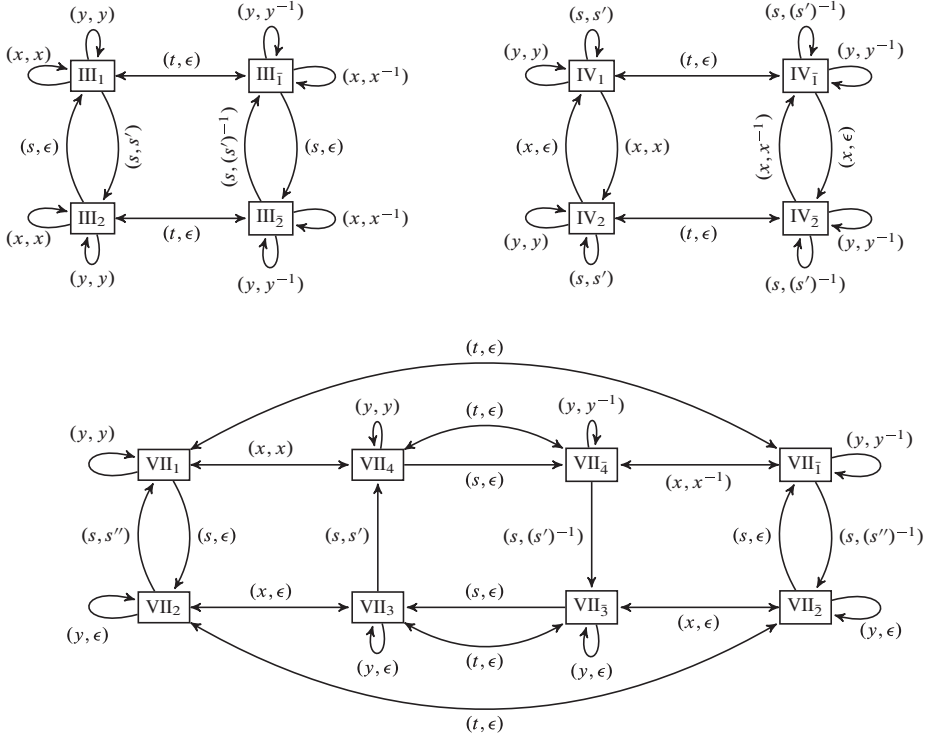 (y, y)
(y, y⁻¹)
(x, x)
III₁
(t, ϵ)
III₁̄
(x, x⁻¹)
(s, ϵ)
(s, s′)
(s, (s′)⁻¹)
(s, ϵ)
(x, x)
III₂
(t, ϵ)
III₂̄
(x, x⁻¹)
(y, y)
(y, y⁻¹)
(s, s′)
(s, (s′)⁻¹)
(y, y)
IV₁
(t, ϵ)
IV₁̄
(y, y⁻¹)
(x, ϵ)
(x, x)
(x, x⁻¹)
(x, ϵ)
(y, y)
IV₂
(t, ϵ)
IV₂̄
(y, y⁻¹)
(s, s′)
(s, (s′)⁻¹)
(t, ϵ)
(y, y)
(t, ϵ)
(y, y⁻¹)
(y, y)
VII₁
(x, x)
VII₄
(s, ϵ)
VII₄̄
(x, x⁻¹)
VII₁̄
(y, y⁻¹)
(s, s″)
(s, ϵ)
(s, s′)
(s, (s′)⁻¹)
(s, ϵ)
(s, (s″)⁻¹)
(y, ϵ)
VII₂
(x, ϵ)
VII₃
(s, ϵ)
VII₃̄
(x, ϵ)
VII₂̄
(y, ϵ)
(y, ϵ)
(t, ϵ)
(y, ϵ)
(t, ϵ)